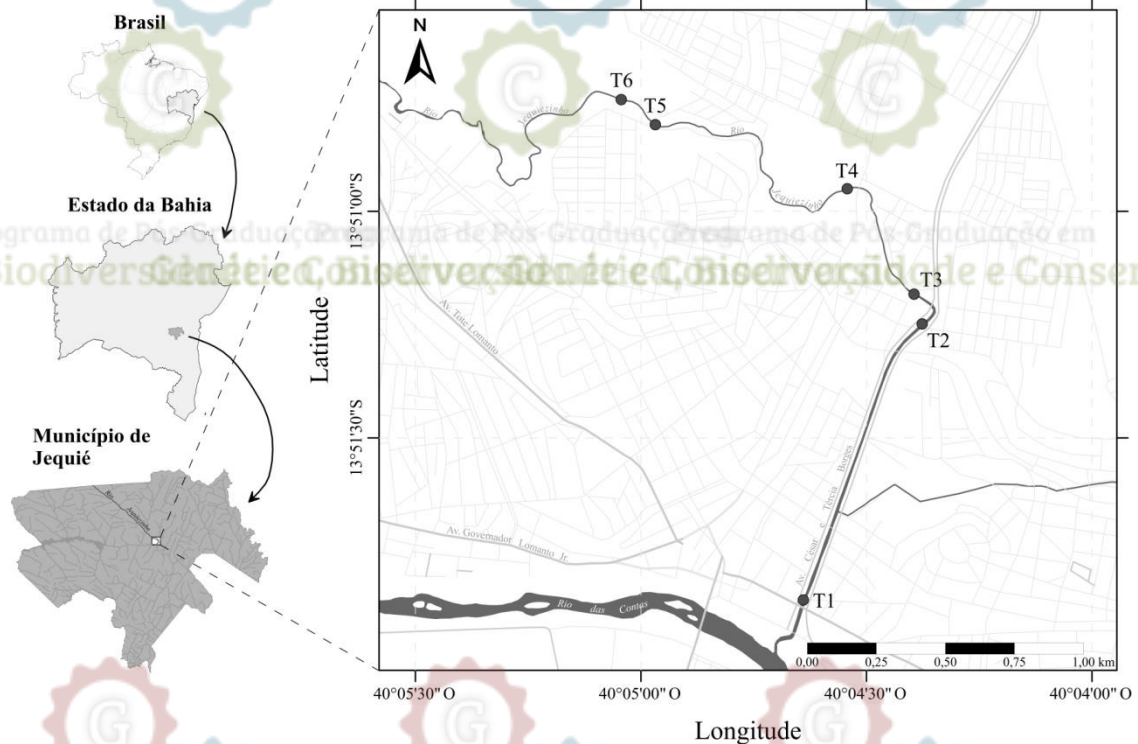 Brasil
Estado da Bahia
Município de
Jequié
Rio Jequiezinho
N
T6
T5
T4
T3
T2
T1
Rio Jequiezinho Rio Jequiezinho
Av. Tote Lomanto
Av. César e Tércia Borges
Av. Governador Lomanto Jr.
Rio das Contas
0,00 0,25 0,50 0,75 1,00 km
Latitude
13°51'00"S
13°51'30"S
40°05'30" O 40°05'00" O 40°04'30" O 40°04'00" O
Longitude
Programa de Pós Graduação em
Genética, Biodiversidade e Conser
C
C
G
G
G